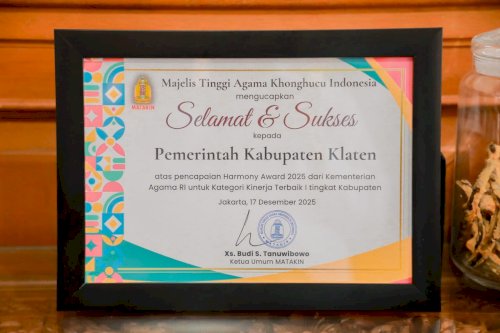 Majelis Tinggi Agama Khonghucu Indonesia
mengucapkan
MATAKIN
Selamat & Sukses
kepada
Pemerintah Kabupaten Klaten
atas pencapaian Harmony Award 2025 dari Kementerian
Agama RI untuk Kategori Kinerja Terbaik I tingkat Kabupaten
Jakarta, 17 Desember 2025
MATAKIN
Xs. Budi S. Tanuwibowo
Ketua Umum MATAKIN